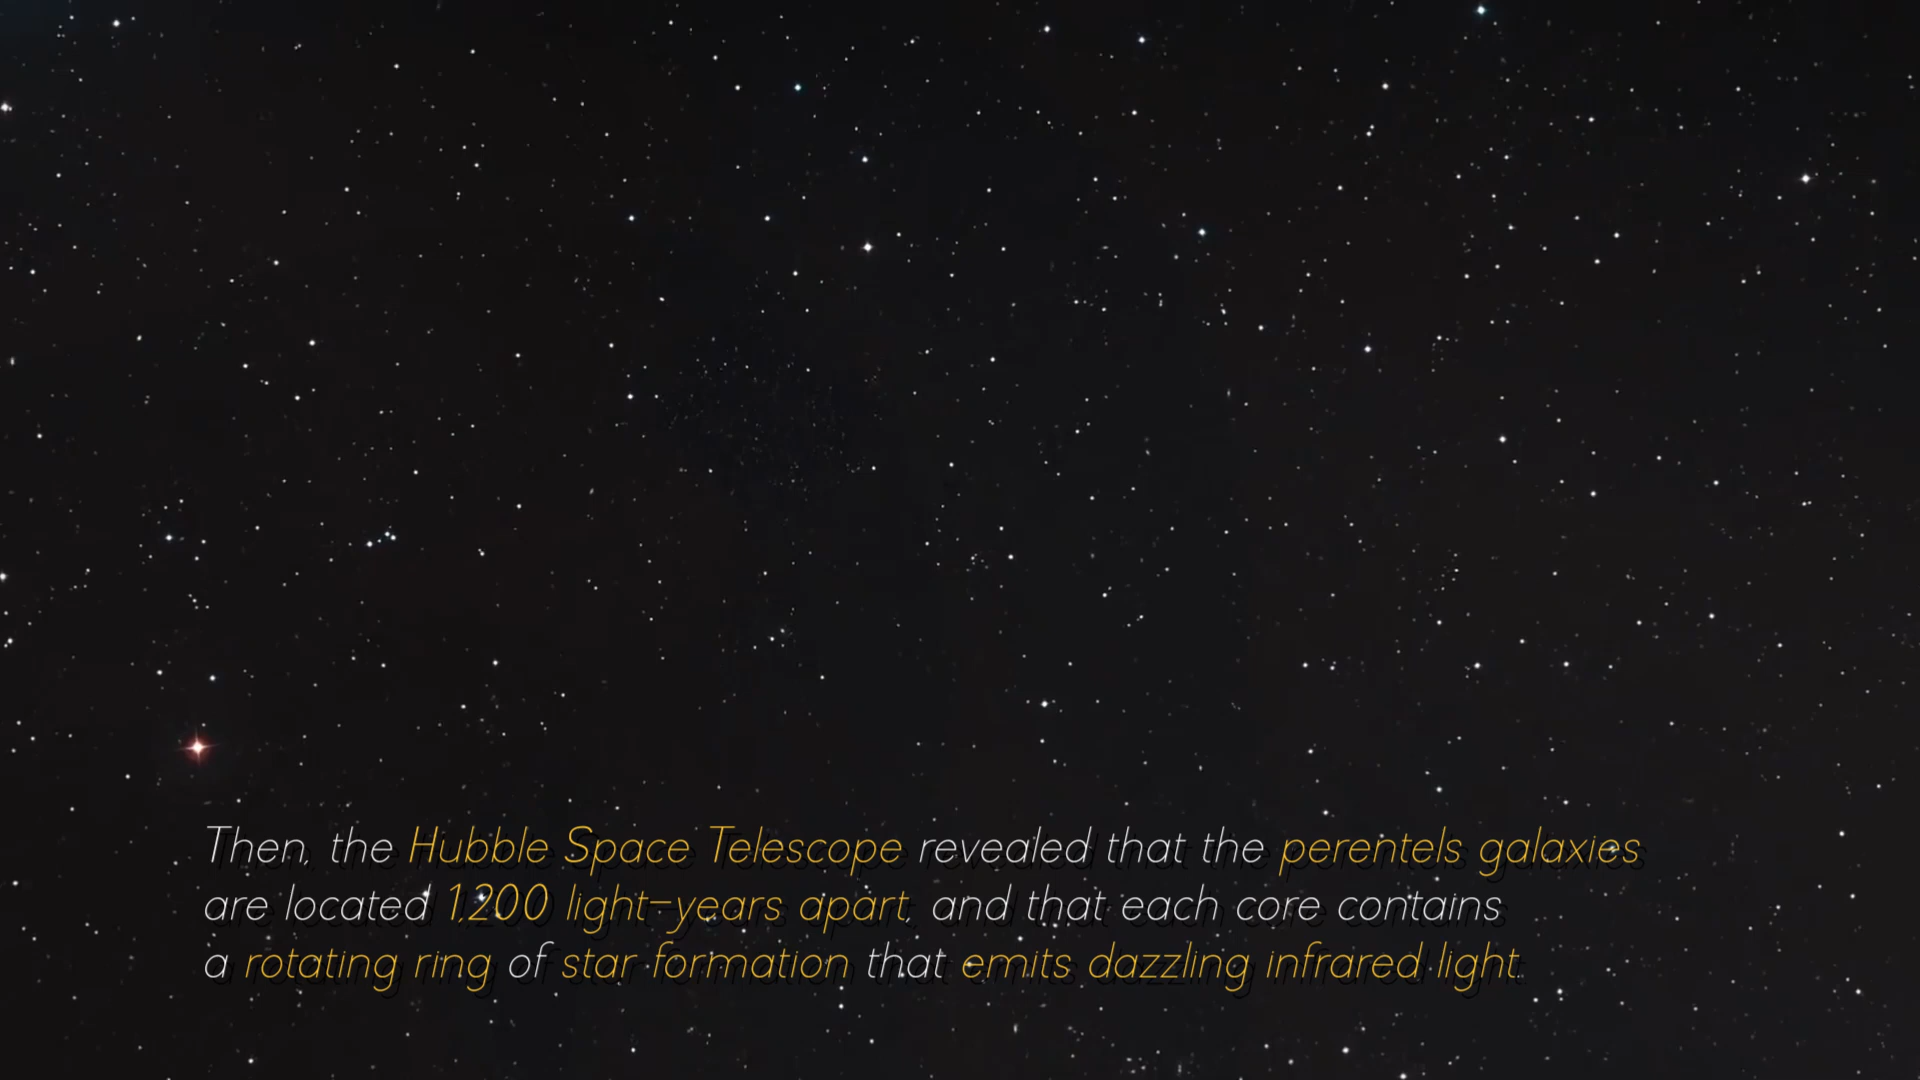 Then, the Hubble Space Telescope revealed that the perentels galaxies
are located 1,200 light-years apart, and that each core contains
a rotating ring of star formation that emits dazzling infrared light.